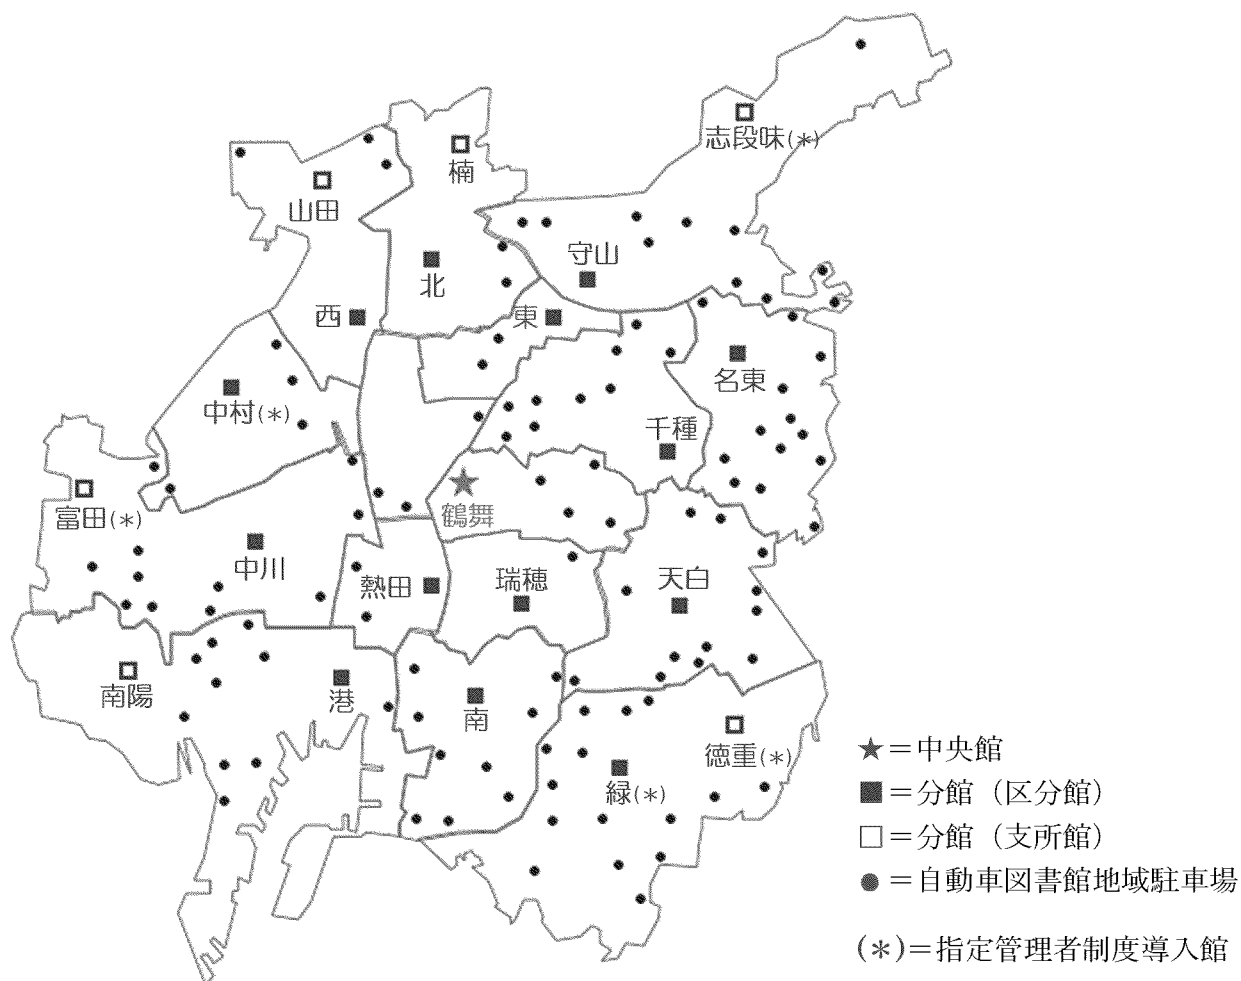 志段味(*)
楠
山田
守山
北
西
東
名東
中村(*)
千種
富田(*)
鶴舞
中川
熱田
瑞穂
天白
南陽
港
南
徳重(*)
緑(*)
★=中央館
■=分館（区分館）
□=分館（支所館）
●=自動車図書館地域駐車場
(*)=指定管理者制度導入館